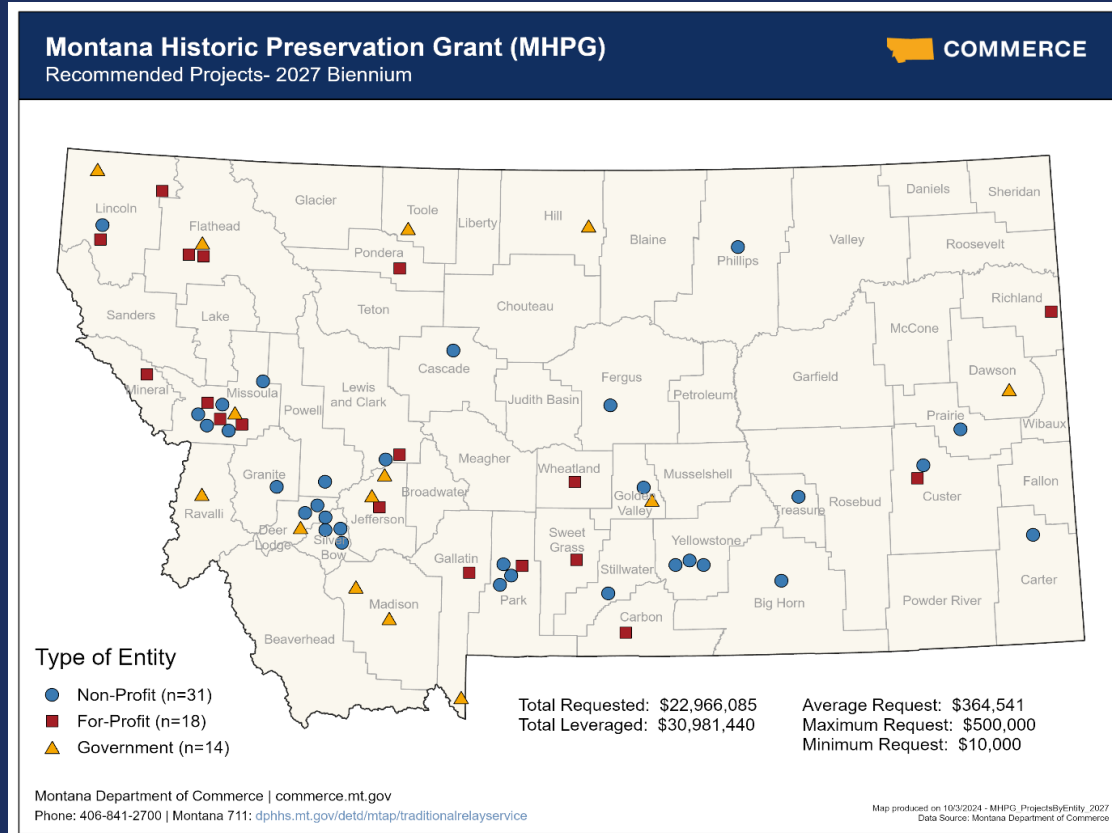 Montana Historic Preservation Grant (MHPG)
Recommended Projects- 2027 Biennium
COMMERCE
Lincoln
Flathead
Glacier
Toole
Liberty
Hill
Blaine
Phillips
Valley
Daniels
Sheridan
Roosevelt
Pondera
Sanders
Lake
Teton
Chouteau
Richland
McCone
Mineral
Missoula
Powell
Lewis
and Clark
Cascade
Judith Basin
Fergus
Petroleum
Garfield
Dawson
Prairie
Wibaux
Ravalli
Granite
Deer
Lodge
Silver
Bow
Jefferson
Broadwater
Meagher
Wheatland
Golden
Valley
Musselshell
Treasure
Rosebud
Custer
Fallon
Gallatin
Park
Sweet
Grass
Stillwater
Yellowstone
Big Horn
Powder River
Carter
Carbon
Madison
Beaverhead
Type of Entity
Non-Profit (n=31)
For-Profit (n=18)
Government (n=14)
Total Requested: $22,966,085
Total Leveraged: $30,981,440
Average Request: $364,541
Maximum Request: $500,000
Minimum Request: $10,000
Montana Department of Commerce | commerce.mt.gov
Phone: 406-841-2700 | Montana 711: dphhs.mt.gov/detd/mtap/traditionalrelayservice
Map produced on 10/3/2024 - MHPG_ProjectsByEntity_2027
Data Source: Montana Department of Commerce